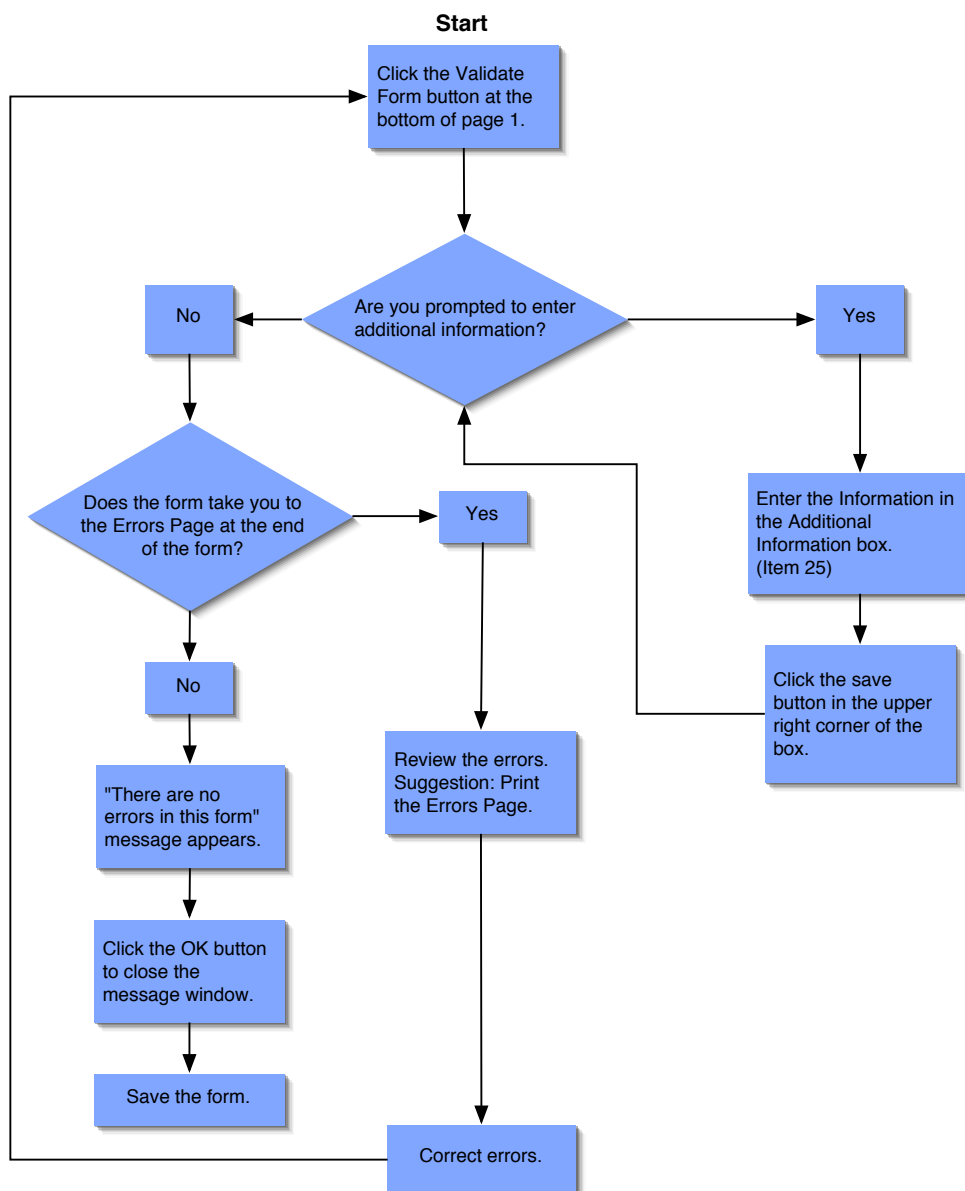 Start
Click the Validate
Form button at the
bottom of page 1.
Are you prompted to enter
additional information?
No
Yes
Does the form take you to
the Errors Page at the end
of the form?
Yes
Enter the Information in
the Additional
Information box.
(Item 25)
No
Click the save
button in the upper
right corner of the
box.
Review the errors.
Suggestion: Print
the Errors Page.
"There are no
errors in this form"
message appears.
Click the OK button
to close the
message window.
Save the form.
Correct errors.